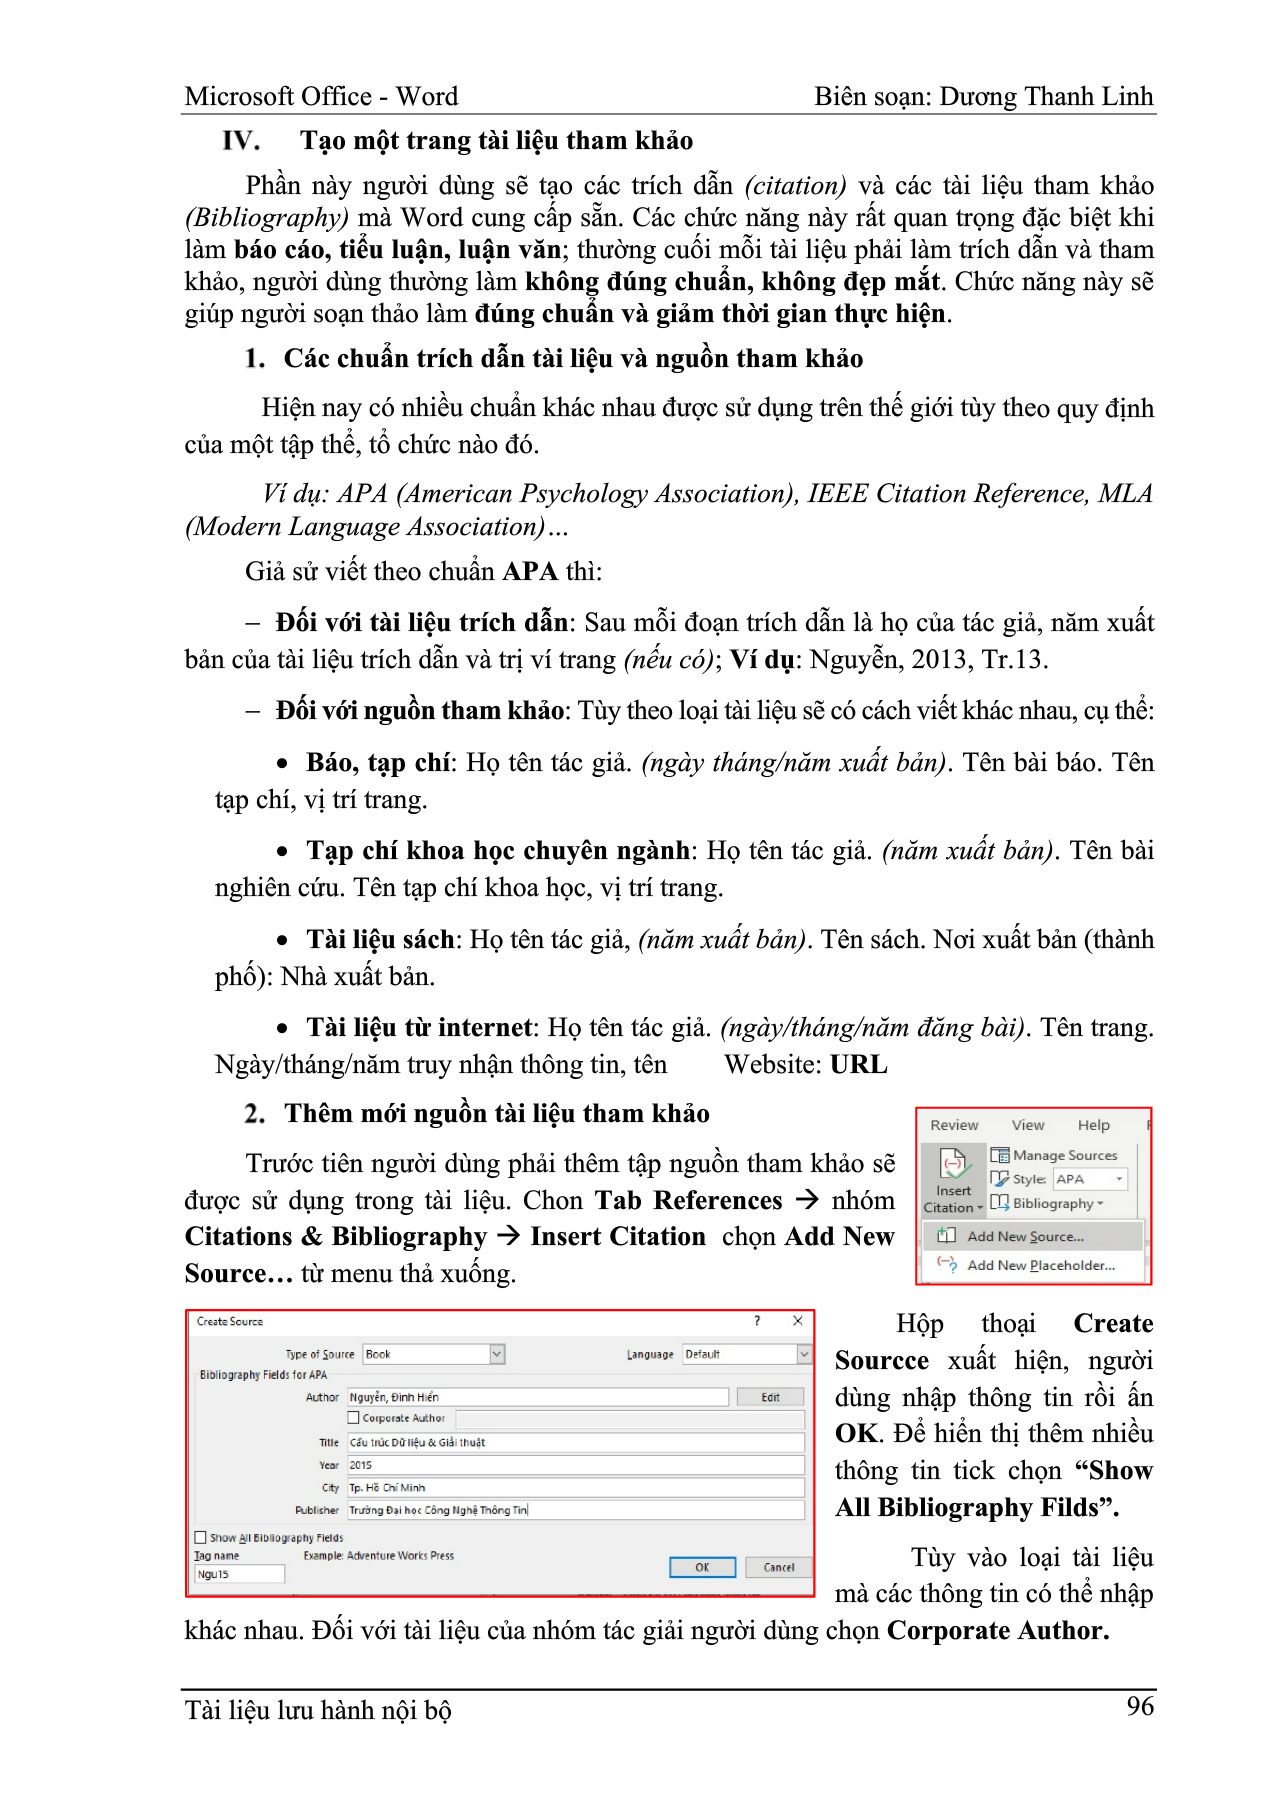 Microsoft Office - Word Biên soạn: Dương Thanh Linh
IV. Tạo một trang tài liệu tham khảo
Phần này người dùng sẽ tạo các trích dẫn (citation) và các tài liệu tham khảo
(Bibliography) mà Word cung cấp sẵn. Các chức năng này rất quan trọng đặc biệt khi
làm báo cáo, tiểu luận, luận văn; thường cuối mỗi tài liệu phải làm trích dẫn và tham
khảo, người dùng thường làm không đúng chuẩn, không đẹp mắt. Chức năng này sẽ
giúp người soạn thảo làm đúng chuẩn và giảm thời gian thực hiện.
1. Các chuẩn trích dẫn tài liệu và nguồn tham khảo
Hiện nay có nhiều chuẩn khác nhau được sử dụng trên thế giới tùy theo quy định
của một tập thể, tổ chức nào đó.
Ví dụ: APA (American Psychology Association), IEEE Citation Reference, MLA
(Modern Language Association)…
Giả sử viết theo chuẩn APA thì:
– Đối với tài liệu trích dẫn: Sau mỗi đoạn trích dẫn là họ của tác giả, năm xuất
bản của tài liệu trích dẫn và trị ví trang (nếu có); Ví dụ: Nguyễn, 2013, Tr.13.
– Đối với nguồn tham khảo: Tùy theo loại tài liệu sẽ có cách viết khác nhau, cụ thể:
• Báo, tạp chí: Họ tên tác giả. (ngày tháng/năm xuất bản). Tên bài báo. Tên
tạp chí, vị trí trang.
• Tạp chí khoa học chuyên ngành: Họ tên tác giả. (năm xuất bản). Tên bài
nghiên cứu. Tên tạp chí khoa học, vị trí trang.
• Tài liệu sách: Họ tên tác giả, (năm xuất bản). Tên sách. Nơi xuất bản (thành
phố): Nhà xuất bản.
• Tài liệu từ internet: Họ tên tác giả. (ngày/tháng/năm đăng bài). Tên trang.
Ngày/tháng/năm truy nhận thông tin, tên Website: URL
2. Thêm mới nguồn tài liệu tham khảo
Trước tiên người dùng phải thêm tập nguồn tham khảo sẽ
được sử dụng trong tài liệu. Chon Tab References → nhóm
Citations & Bibliography → Insert Citation chọn Add New
Source… từ menu thả xuống.
Review View Help
Manage Sources
Style: APA
Insert
Citation
Bibliography
Add New Source...
Add New Placeholder...
Create Source ? X
Type of Source Book Language Default
Bibliography Fields for APA
Author Nguyễn, Đình Hiển Edit
Corporate Author
Title Cấu trúc Dữ liệu & Giải thuật
Year 2015
City Tp. Hồ Chí Minh
Publisher Trường Đại học Công Nghệ Thông Tin
Show All Bibliography Fields
Tag name Example: Adventure Works Press
Ngu15
OK Cancel
Hộp thoại Create
Sourcce xuất hiện, người
dùng nhập thông tin rồi ấn
OK. Để hiển thị thêm nhiều
thông tin tick chọn “Show
All Bibliography Filds”.
Tùy vào loại tài liệu
mà các thông tin có thể nhập
khác nhau. Đối với tài liệu của nhóm tác giải người dùng chọn Corporate Author.
Tài liệu lưu hành nội bộ 96